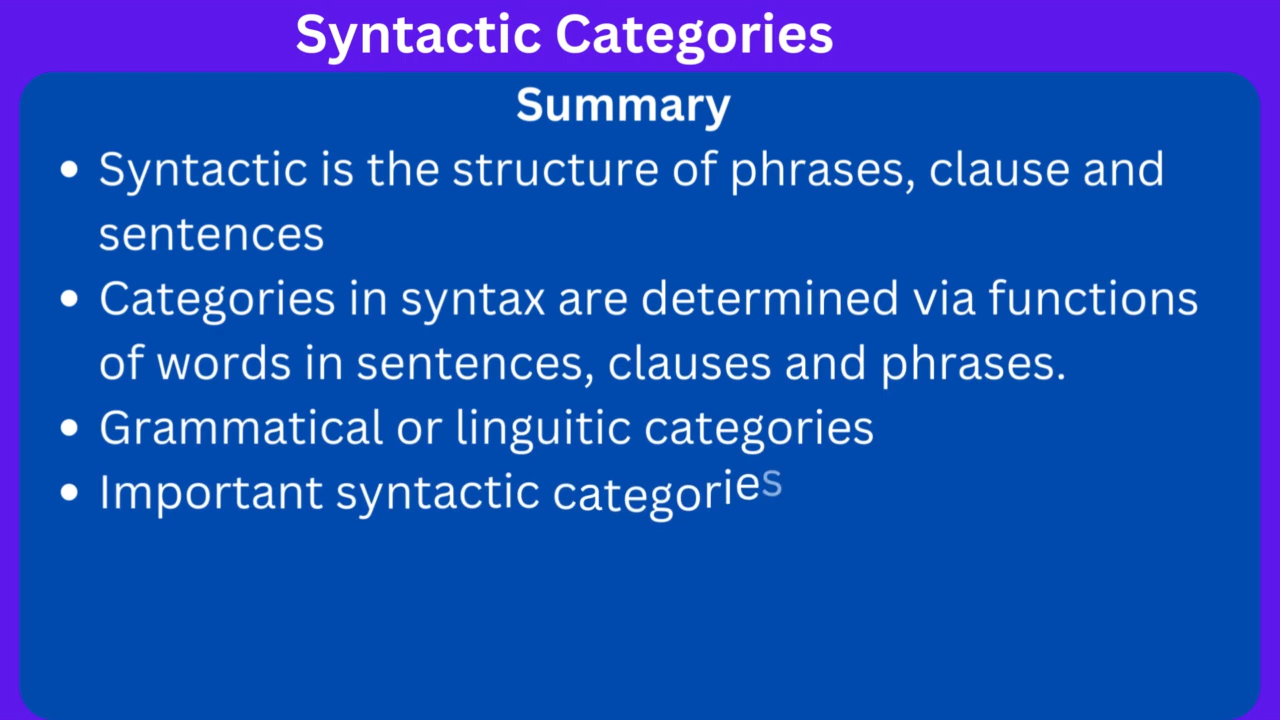 Syntactic Categories
Summary
• Syntactic is the structure of phrases, clause and
sentences
• Categories in syntax are determined via functions
of words in sentences, clauses and phrases.
• Grammatical or linguitic categories
• Important syntactic categories